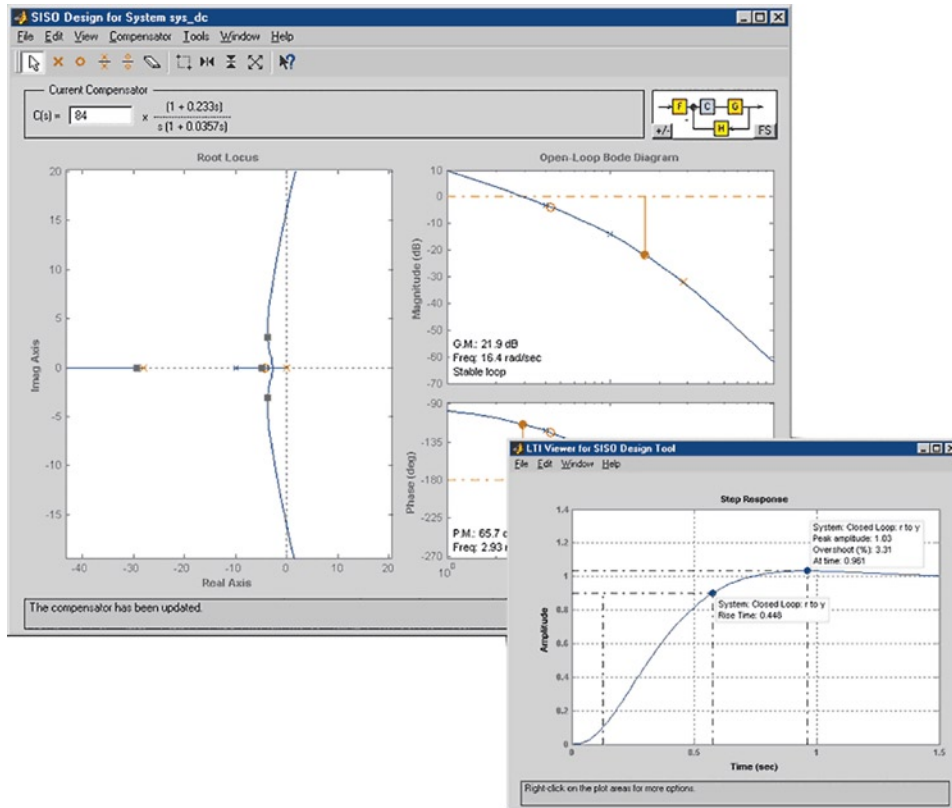 SISO Design for System sys_dc
File Edit View Compensator Tools Window Help
Current Compensator
C(s) = 84 x (1 + 0.233s)
s (1 + 0.0357s)
F C G
H
+/- FS
Root Locus
20
15
10
5
0
-5
-10
-15
-40 -30 -20 -10 0 10 20
Imag Axis
Real Axis
Open-Loop Bode Diagram
10
0
-10
-20
-30
-40
-50
-60
-70
Magnitude (dB)
G.M.: 21.9 dB
Freq: 16.4 rad/sec
Stable loop
-90
-135
-180
-225
-270
Phase (deg)
P.M.: 65.7
Freq: 2.93
10⁰
The compensator has been updated.
LTI Viewer for SISO Design Tool
File Edit Window Help
Step Response
1.4
1.2
1
0.8
0.6
0.4
0.2
0
Amplitude
System: Closed Loop: r to y
Peak amplitude: 1.03
Overshoot (%): 3.31
At time: 0.961
System: Closed Loop: r to y
Rise Time: 0.448
0 0.5 1 1.5
Time (sec)
Right-click on the plot areas for more options.